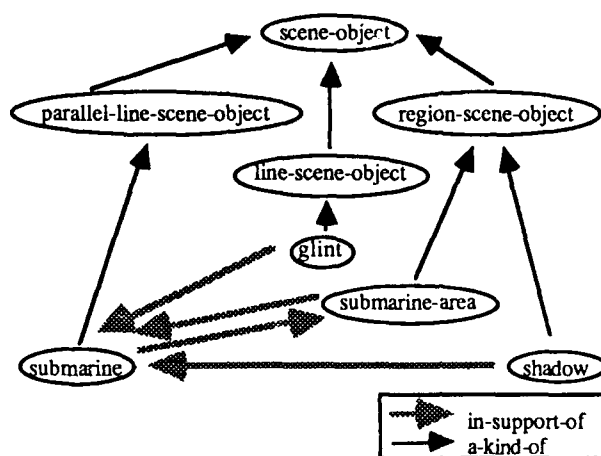 scene-object
parallel-line-scene-object
region-scene-object
line-scene-object
glint
submarine-area
submarine
shadow
in-support-of
a-kind-of